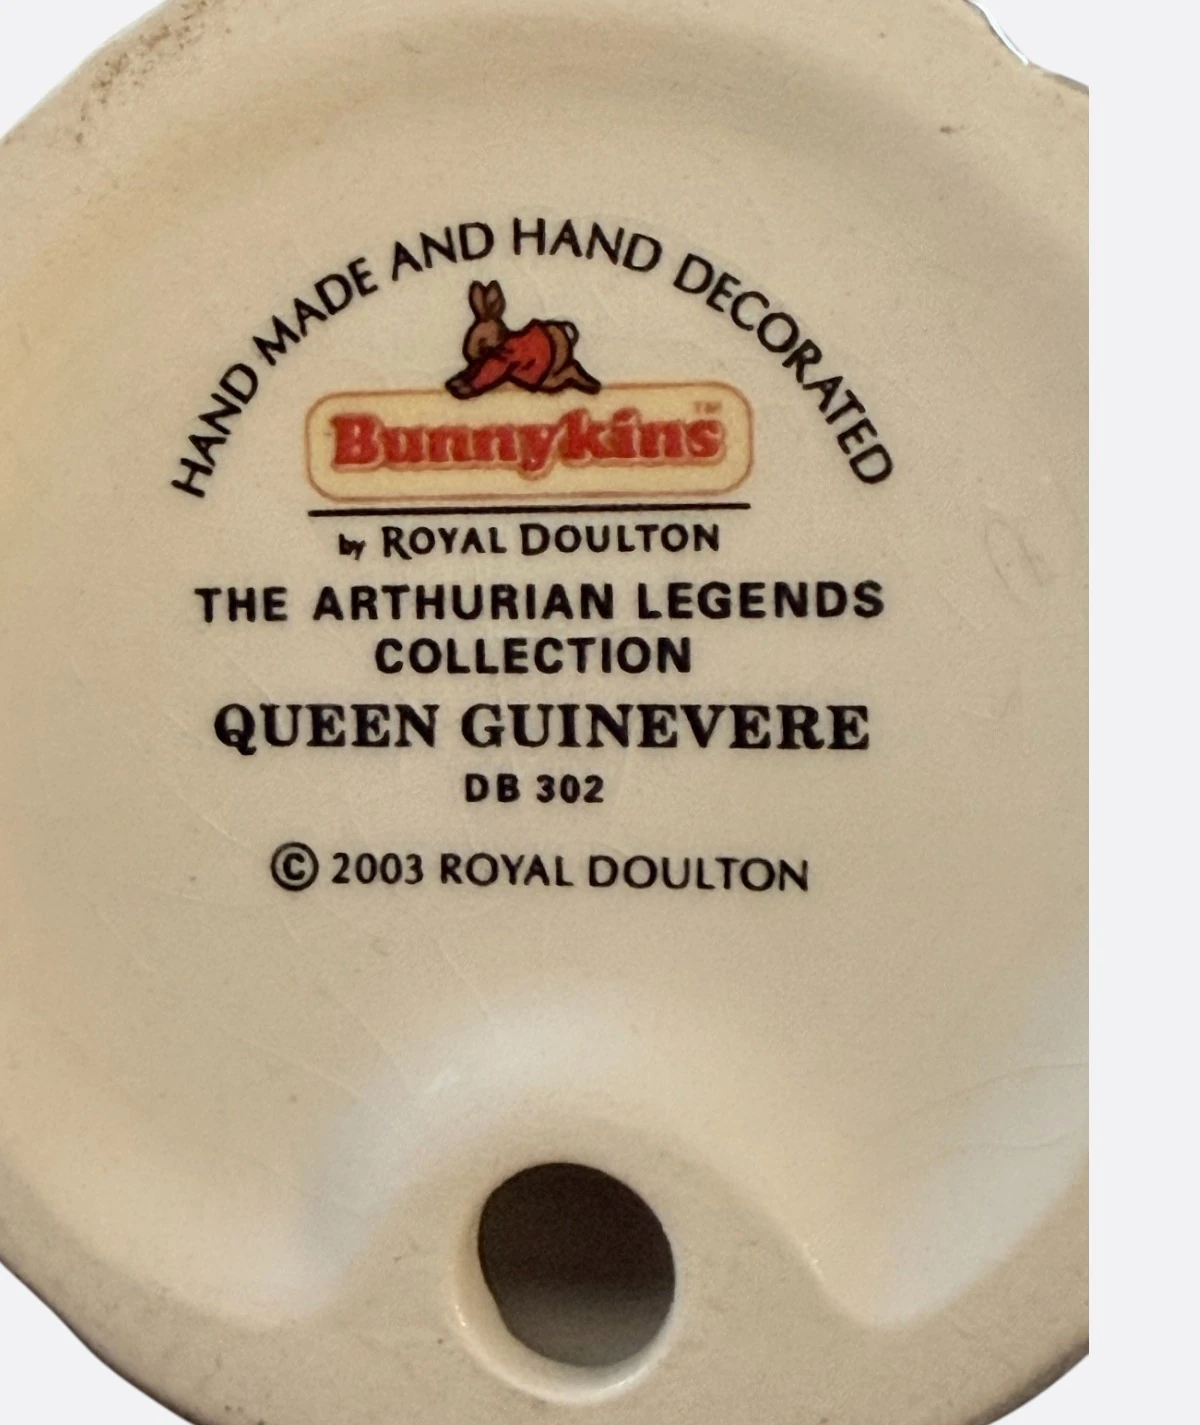 HAND MADE AND HAND DECORATED
Bunnykins™
by ROYAL DOULTON
THE ARTHURIAN LEGENDS
COLLECTION
QUEEN GUINEVERE
DB 302
© 2003 ROYAL DOULTON